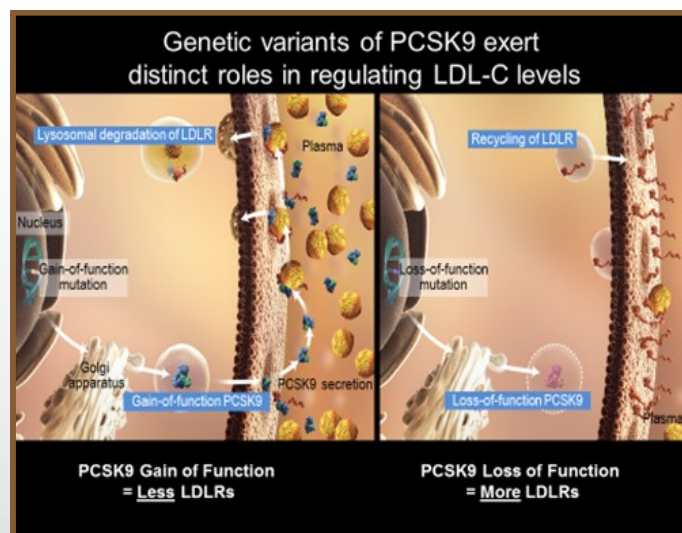 Genetic variants of PCSK9 exert
distinct roles in regulating LDL-C levels
Lysosomal degradation of LDLR
Plasma
Nucleus
Gain-of-function
mutation
Golgi
apparatus
PCSK9 secretion
Gain-of-function PCSK9
PCSK9 Gain of Function
= Less LDLRs
Recycling of LDLR
Loss-of-function
mutation
Loss-of-function PCSK9
Plasma
PCSK9 Loss of Function
= More LDLRs